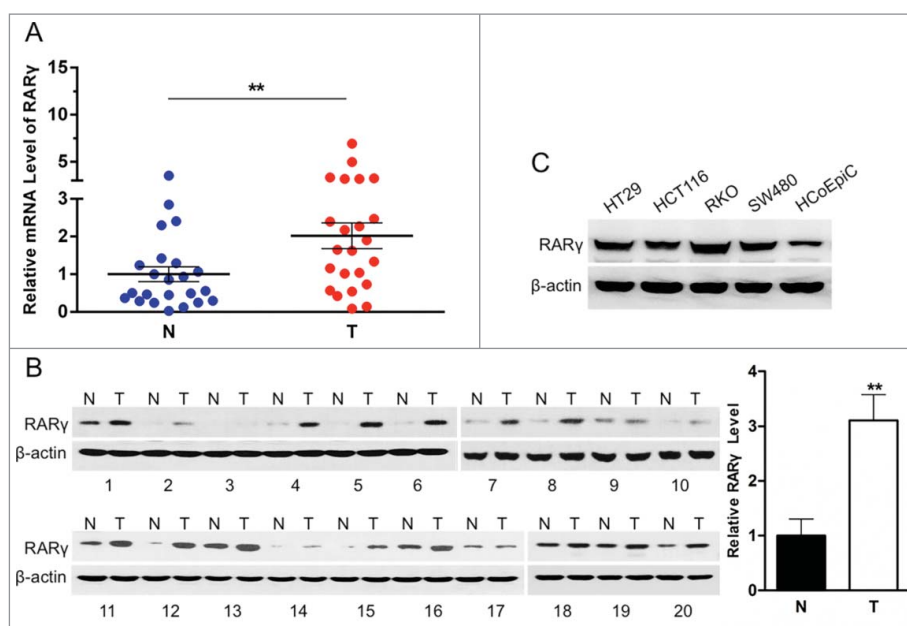 A
Relative mRNA Level of RARγ
15
10
5
3
2
1
0
**
N T
C
HT29 HCT116 RKO SW480 HCoEpiC
RARγ
β-actin
B
N T N T N T N T N T N T N T N T N T N T
RARγ
β-actin
1 2 3 4 5 6 7 8 9 10
N T N T N T N T N T N T N T N T N T N T
RARγ
β-actin
11 12 13 14 15 16 17 18 19 20
Relative RARγ Level
4
3
2
1
0
**
N T